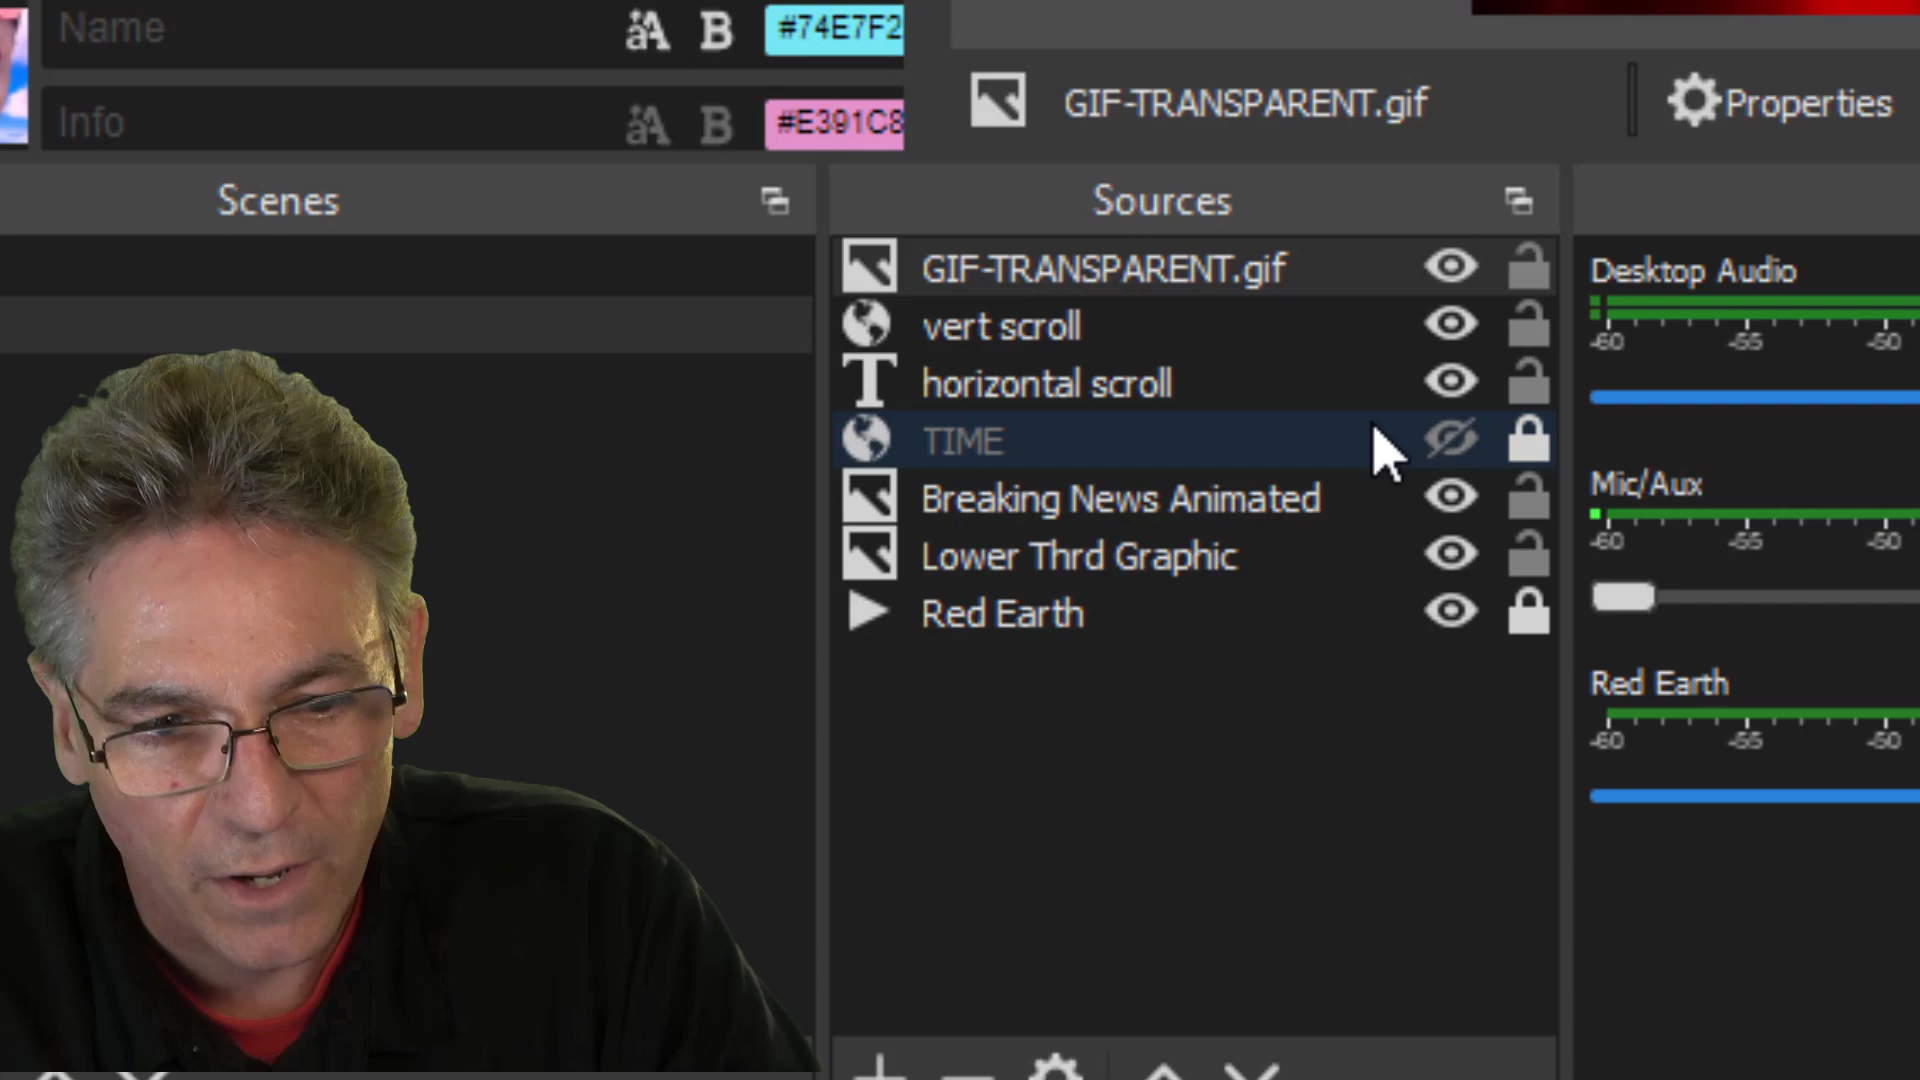 Name
#74E7F2
Info
#E391C8
GIF-TRANSPARENT.gif
Properties
Scenes
Sources
GIF-TRANSPARENT.gif
vert scroll
horizontal scroll
TIME
Breaking News Animated
Lower Thrd Graphic
Red Earth
Desktop Audio
-60 -55 -50
Mic/Aux
-60 -55 -50
Red Earth
-60 -55 -50